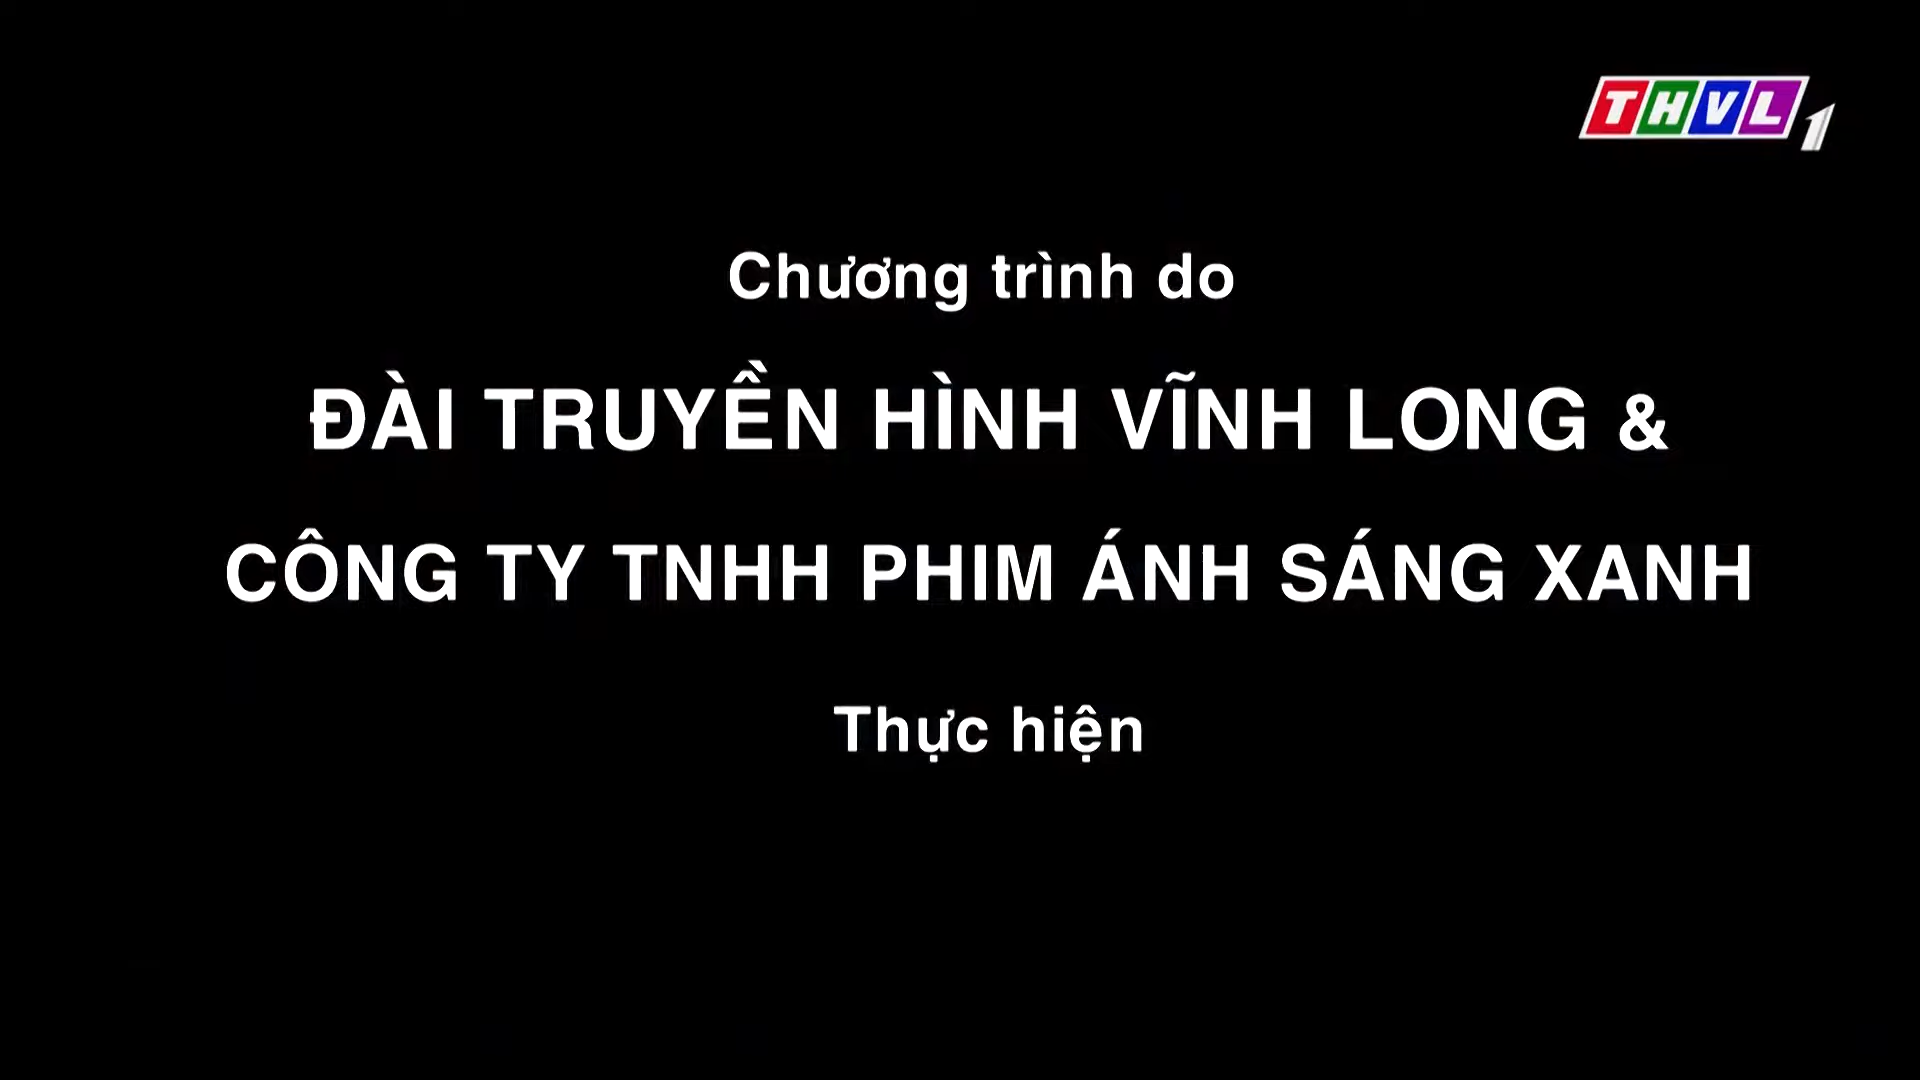 THVL1
Chương trình do
ĐÀI TRUYỀN HÌNH VĨNH LONG &
CÔNG TY TNHH PHIM ÁNH SÁNG XANH
Thực hiện